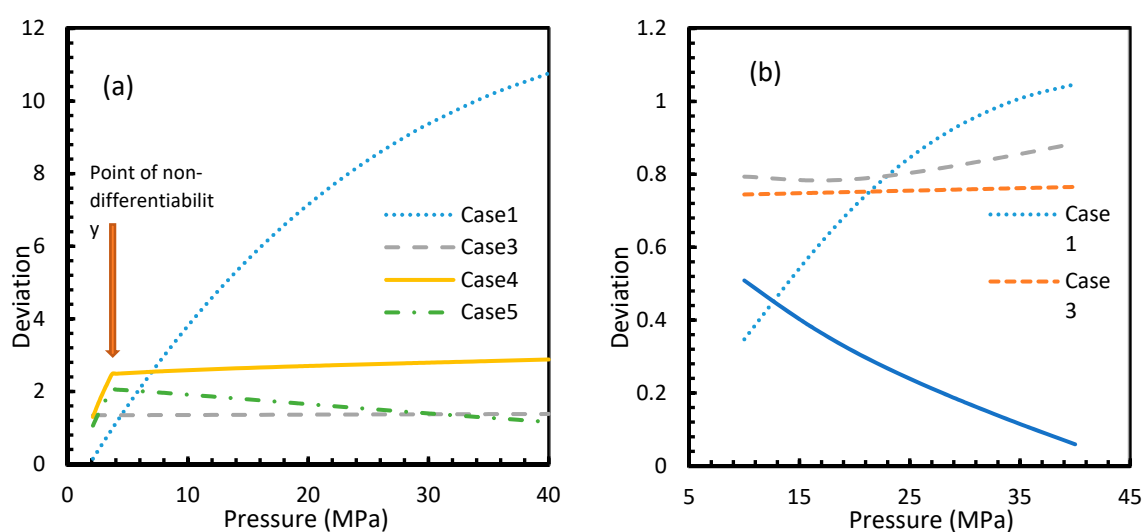 (a)
12
10
8
6
4
2
0
Deviation
Point of non-
differentiabilit
y
Case1
Case3
Case4
Case5
0
10
20
30
40
Pressure (MPa)
(b)
1.2
1
0.8
0.6
0.4
0.2
0
Deviation
Case
1
Case
3
5
15
25
35
45
Pressure (MPa)